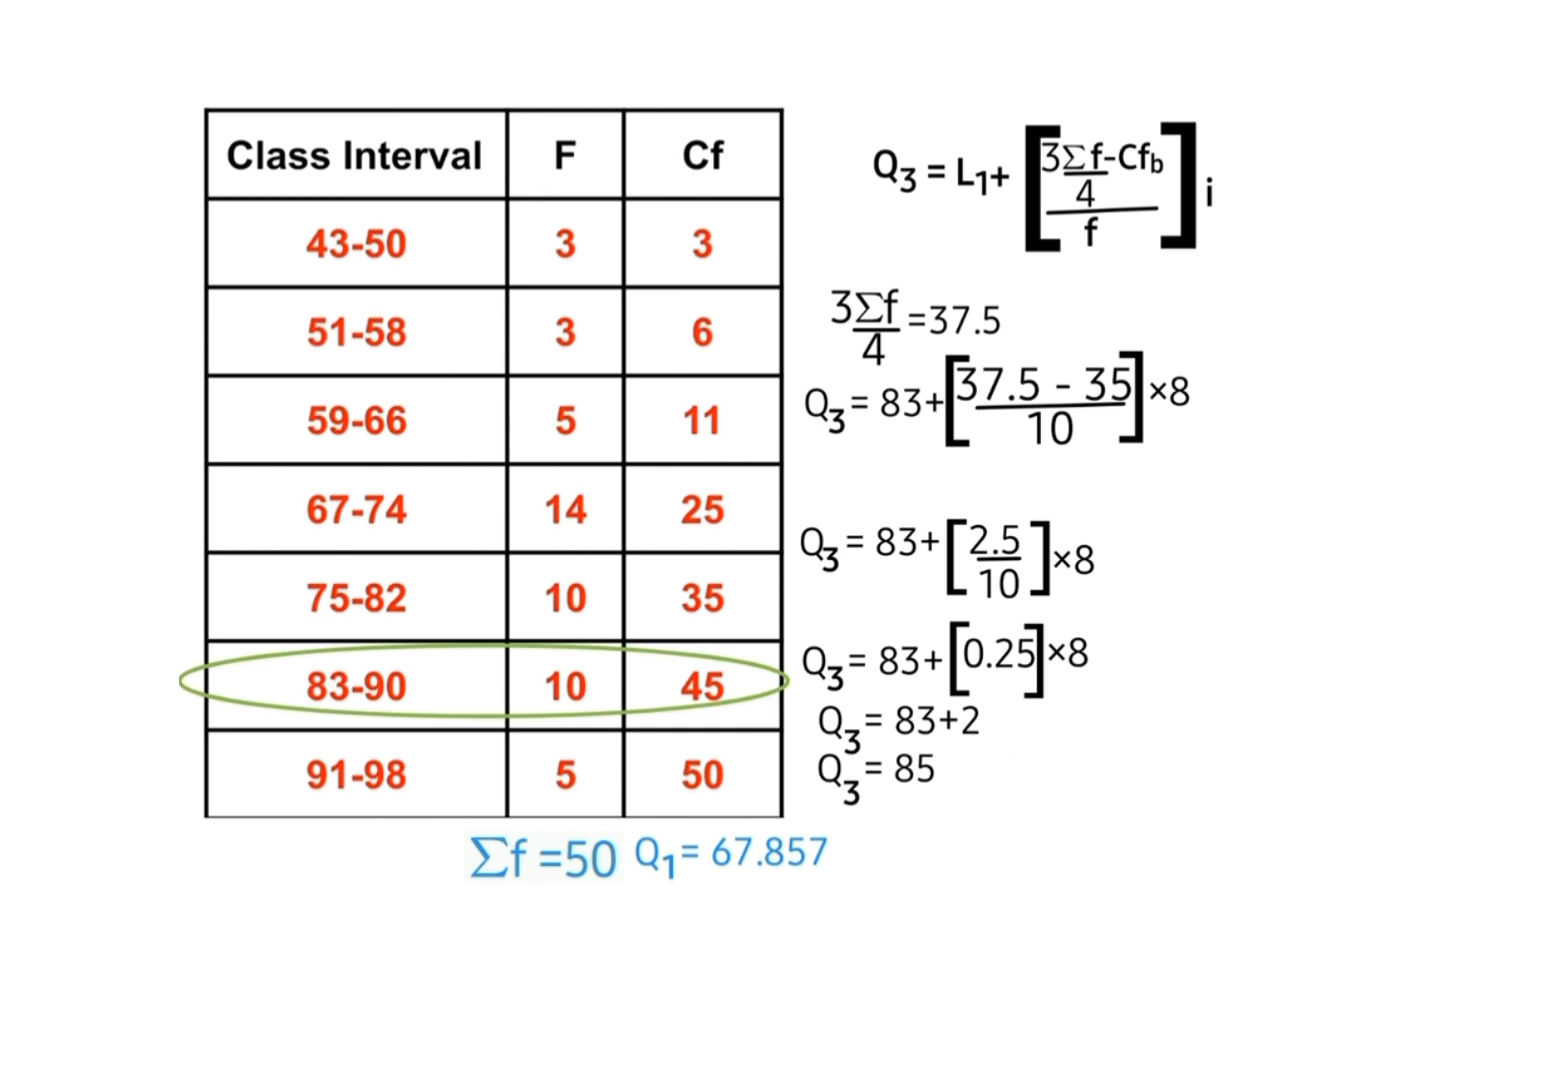 Class Interval F Cf
43-50 3 3
51-58 3 6
59-66 5 11
67-74 14 25
75-82 10 35
83-90 10 45
91-98 5 50
Σf =50 Q₁= 67.857
Q₃ = L₁+ [3Σf-Cfb
4
f] i
3Σf =37.5
4
Q₃= 83+[37.5 - 35]×8
10
Q₃= 83+[2.5]×8
10
Q₃= 83+[0.25]×8
Q₃= 83+2
Q₃= 85